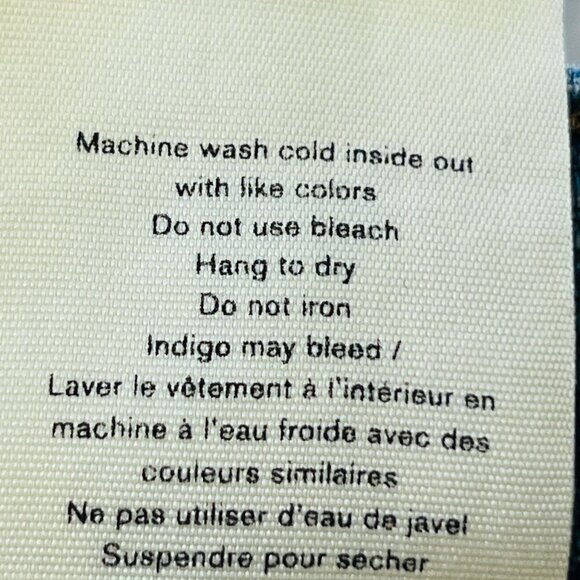 Machine wash cold inside out
with like colors
Do not use bleach
Hang to dry
Do not iron
Indigo may bleed /
Laver le vêtement à l'intérieur en
machine à l'eau froide avec des
couleurs similaires
Ne pas utiliser d'eau de javel
Suspendre pour sécher